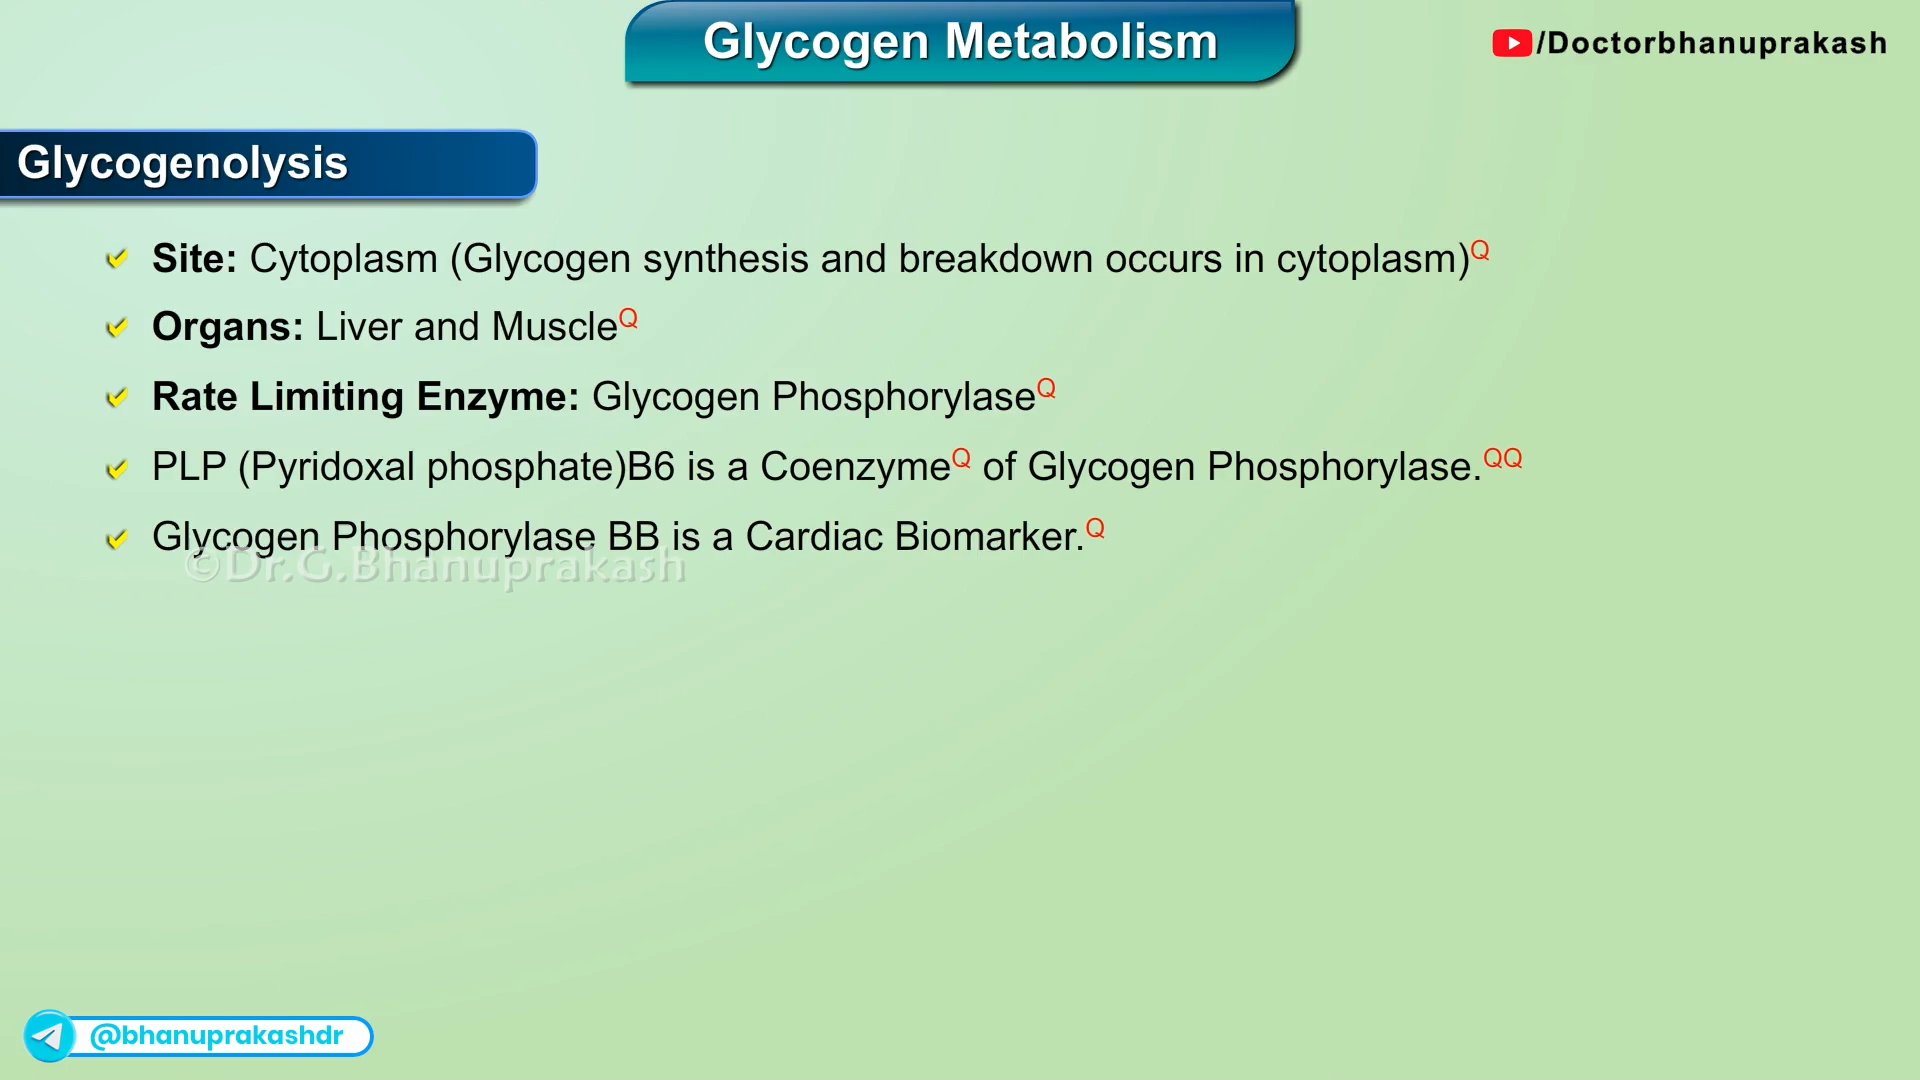 Glycogen Metabolism
/Doctorbhanuprakash
Glycogenolysis
Site: Cytoplasm (Glycogen synthesis and breakdown occurs in cytoplasm)Q
Organs: Liver and MuscleQ
Rate Limiting Enzyme: Glycogen PhosphorylaseQ
PLP (Pyridoxal phosphate)B6 is a CoenzymeQ of Glycogen Phosphorylase.QQ
Glycogen Phosphorylase BB is a Cardiac Biomarker.Q
©Dr.G.Bhanuprakash
@bhanuprakashdr